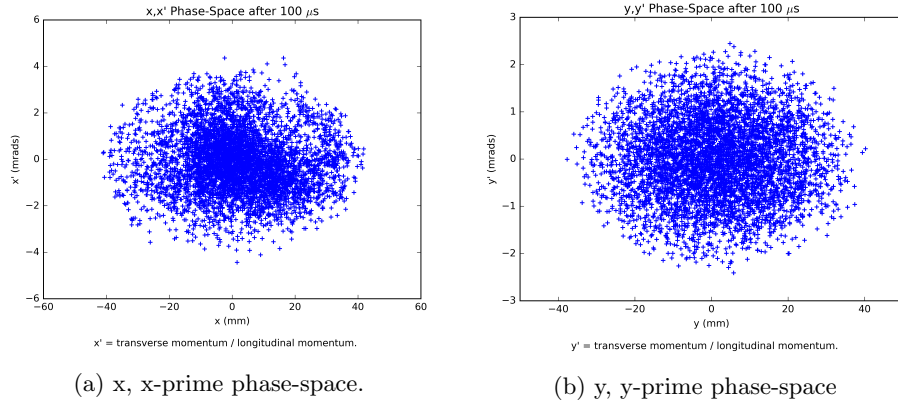 x,x' Phase-Space after 100 μs
6
4
2
0
−2
−4
−6
−60
−40
−20
0
20
40
60
x' (mrads)
x (mm)
x' = transverse momentum / longitudinal momentum.
(a) x, x-prime phase-space.
y,y' Phase-Space after 100 μs
3
2
1
0
−1
−2
−3
−40
−20
0
20
40
y' (mrads)
y (mm)
y' = transverse momentum / longitudinal momentum.
(b) y, y-prime phase-space